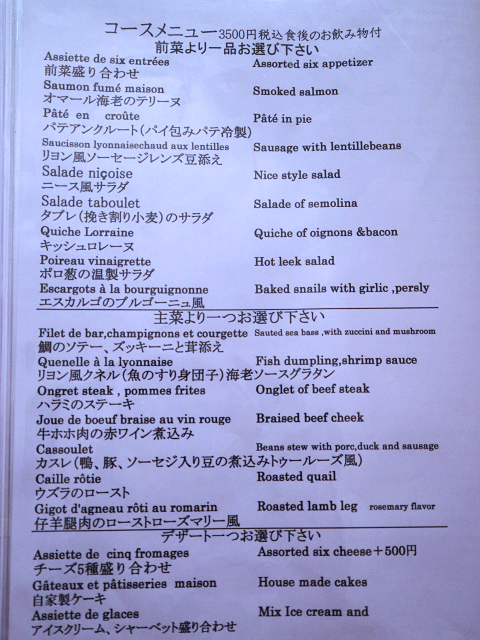 コースメニュー3500円税込食後のお飲み物付
前菜より一品お選び下さい
Assiette de six entrées Assorted six appetizer
前菜盛り合わせ
Saumon fumé maison Smoked salmon
オマール海老のテリーヌ
Pâté en croûte Pâté in pie
パテアンクルート（パイ包みパテ冷製）
Saucisson lyonnaisechaud aux lentilles Sausage with lentillebeans
リヨン風ソーセージレンズ豆添え
Salade niçoise Nice style salad
ニース風サラダ
Salade taboulet Salade of semolina
タブレ（挽き割り小麦）のサラダ
Quiche Lorraine Quiche of oignons &bacon
キッシュロレーヌ
Poireau vinaigrette Hot leek salad
ポロ葱の温製サラダ
Escargots à la bourguignonne Baked snails with girlic ,persly
エスカルゴのブルゴーニュ風
主菜より一つお選び下さい
Filet de bar,champignons et courgette Sauted sea bass ,with zuccini and mushroom
鯛のソテー、ズッキーニと茸添え
Quenelle à la lyonnaise Fish dumpling,shrimp sauce
リヨン風クネル（魚のすり身団子）海老ソースグラタン
Ongret steak , pommes frites Onglet of beef steak
ハラミのステーキ
Joue de boeuf braise au vin rouge Braised beef cheek
牛ホホ肉の赤ワイン煮込み
Cassoulet Beans stew with porc,duck and sausage
カスレ（鴨、豚、ソーセジ入り豆の煮込みトゥールーズ風）
Caille rôtie Roasted quail
ウズラのロースト
Gigot d'agneau rôti au romarin Roasted lamb leg rosemary flavor
仔羊腿肉のローストローズマリー風
デザート一つお選び下さい
Assiette de cinq fromages Assorted six cheese＋500円
チーズ5種盛り合わせ
Gâteaux et pâtisseries maison House made cakes
自家製ケーキ
Assiette de glaces Mix Ice cream and
アイスクリーム、シャーベット盛り合わせ